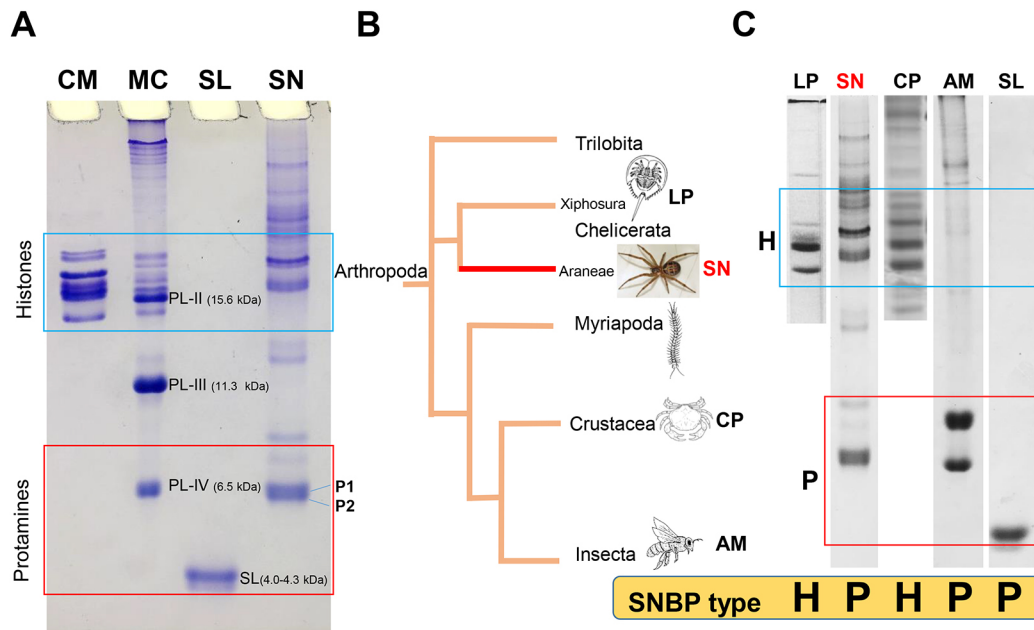 A
B
C
CM MC SL SN
LP SN CP AM SL
Histones
PL-II (15.6 kDa)
PL-III (11.3 kDa)
Protamines
PL-IV (6.5 kDa)
P1
P2
SL(4.0-4.3 kDa)
Arthropoda
Trilobita
Xiphosura
LP
Chelicerata
Araneae
SN
Myriapoda
Crustacea
CP
Insecta
AM
H
P
SNBP type H P H P P